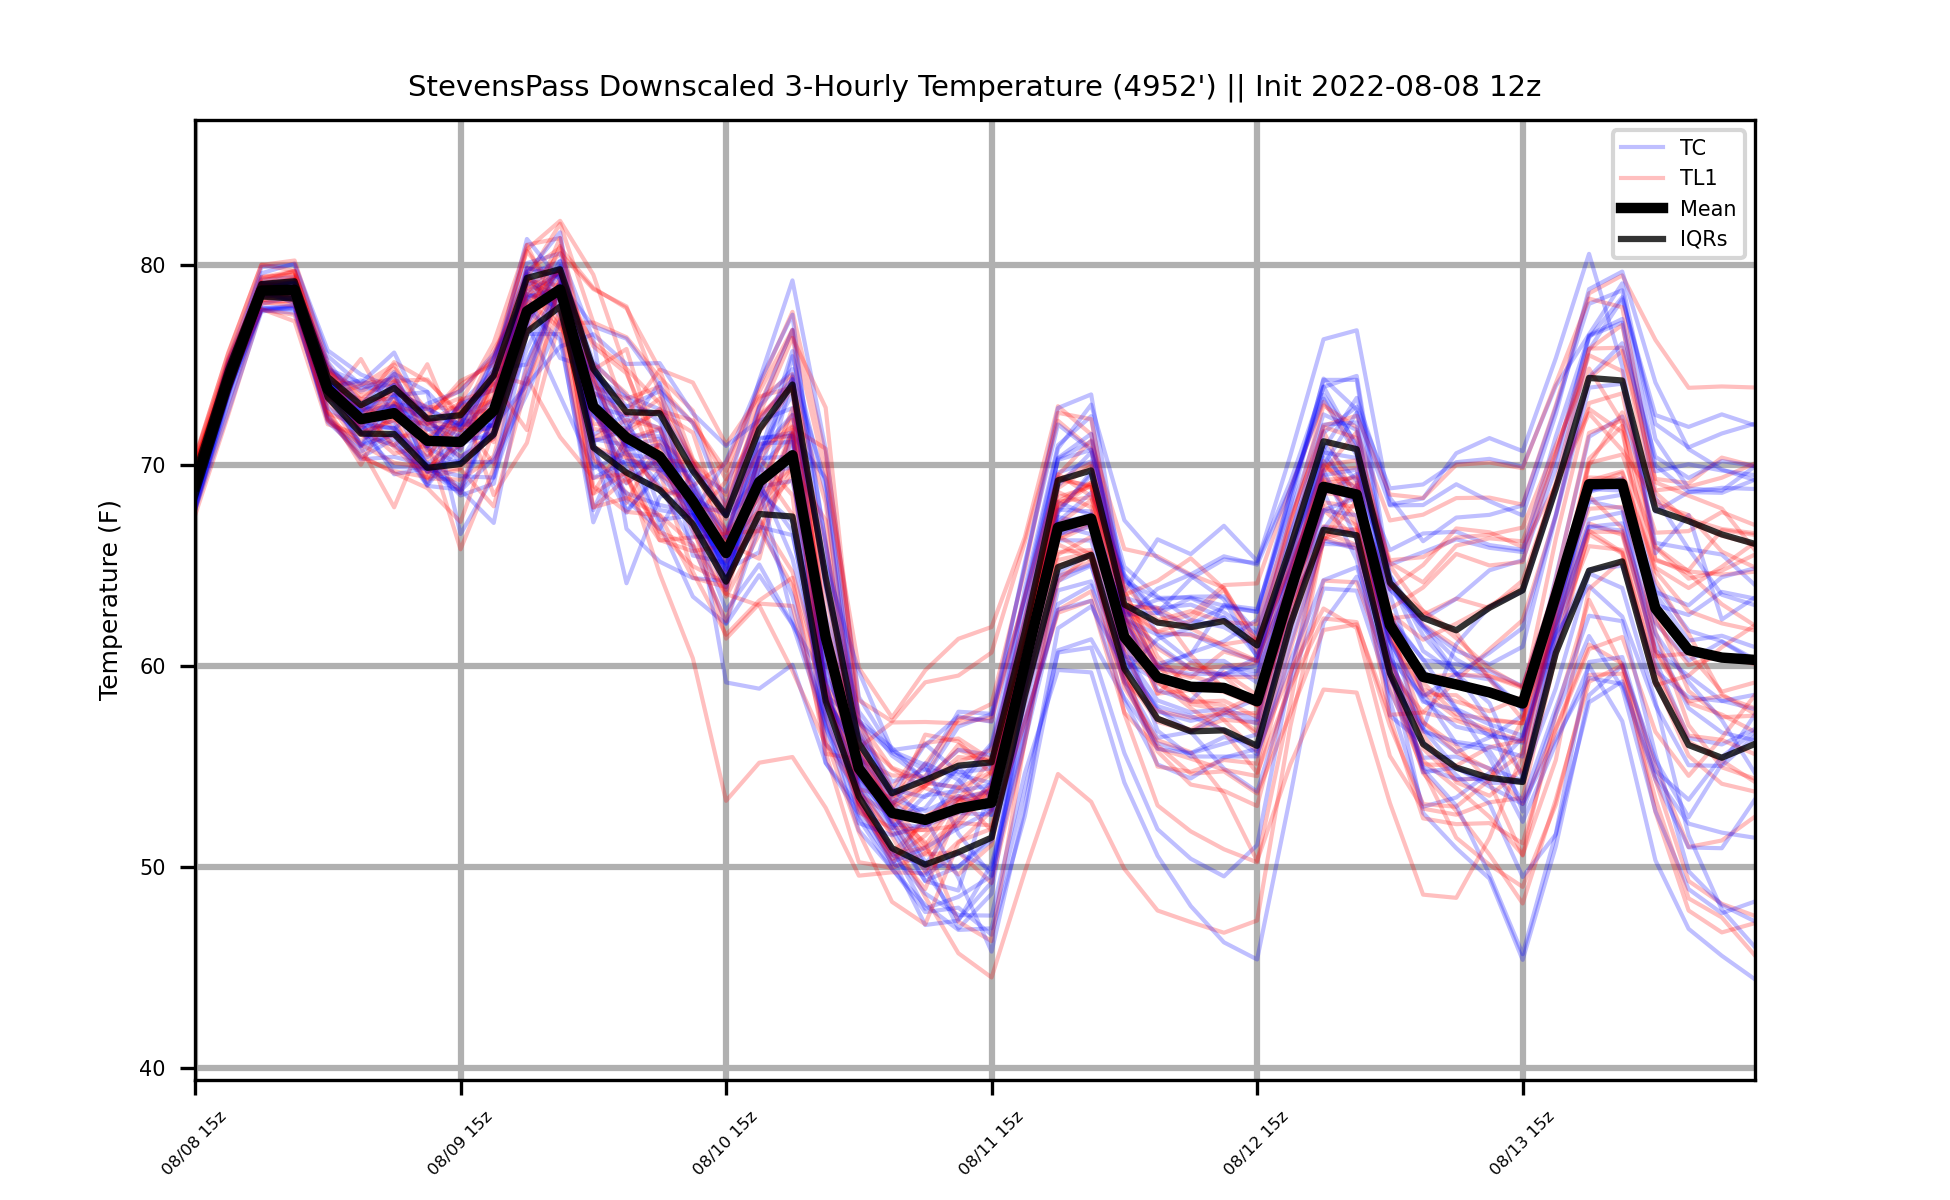 StevensPass Downscaled 3-Hourly Temperature (4952') || Init 2022-08-08 12z
TC
TL1
Mean
IQRs
Temperature (F)
80
70
60
50
40
08/08 15z
08/09 15z
08/10 15z
08/11 15z
08/12 15z
08/13 15z